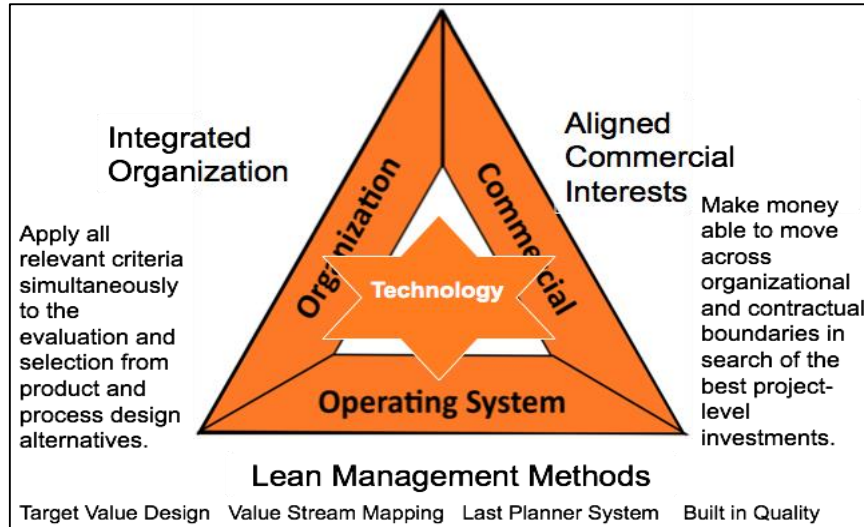 Integrated
Organization
Apply all
relevant criteria
simultaneously
to the
evaluation and
selection from
product and
process design
alternatives.
Organization
Commercial
Technology
Operating System
Aligned
Commercial
Interests
Make money
able to move
across
organizational
and contractual
boundaries in
search of the
best project-
level
investments.
Lean Management Methods
Target Value Design Value Stream Mapping Last Planner System Built in Quality